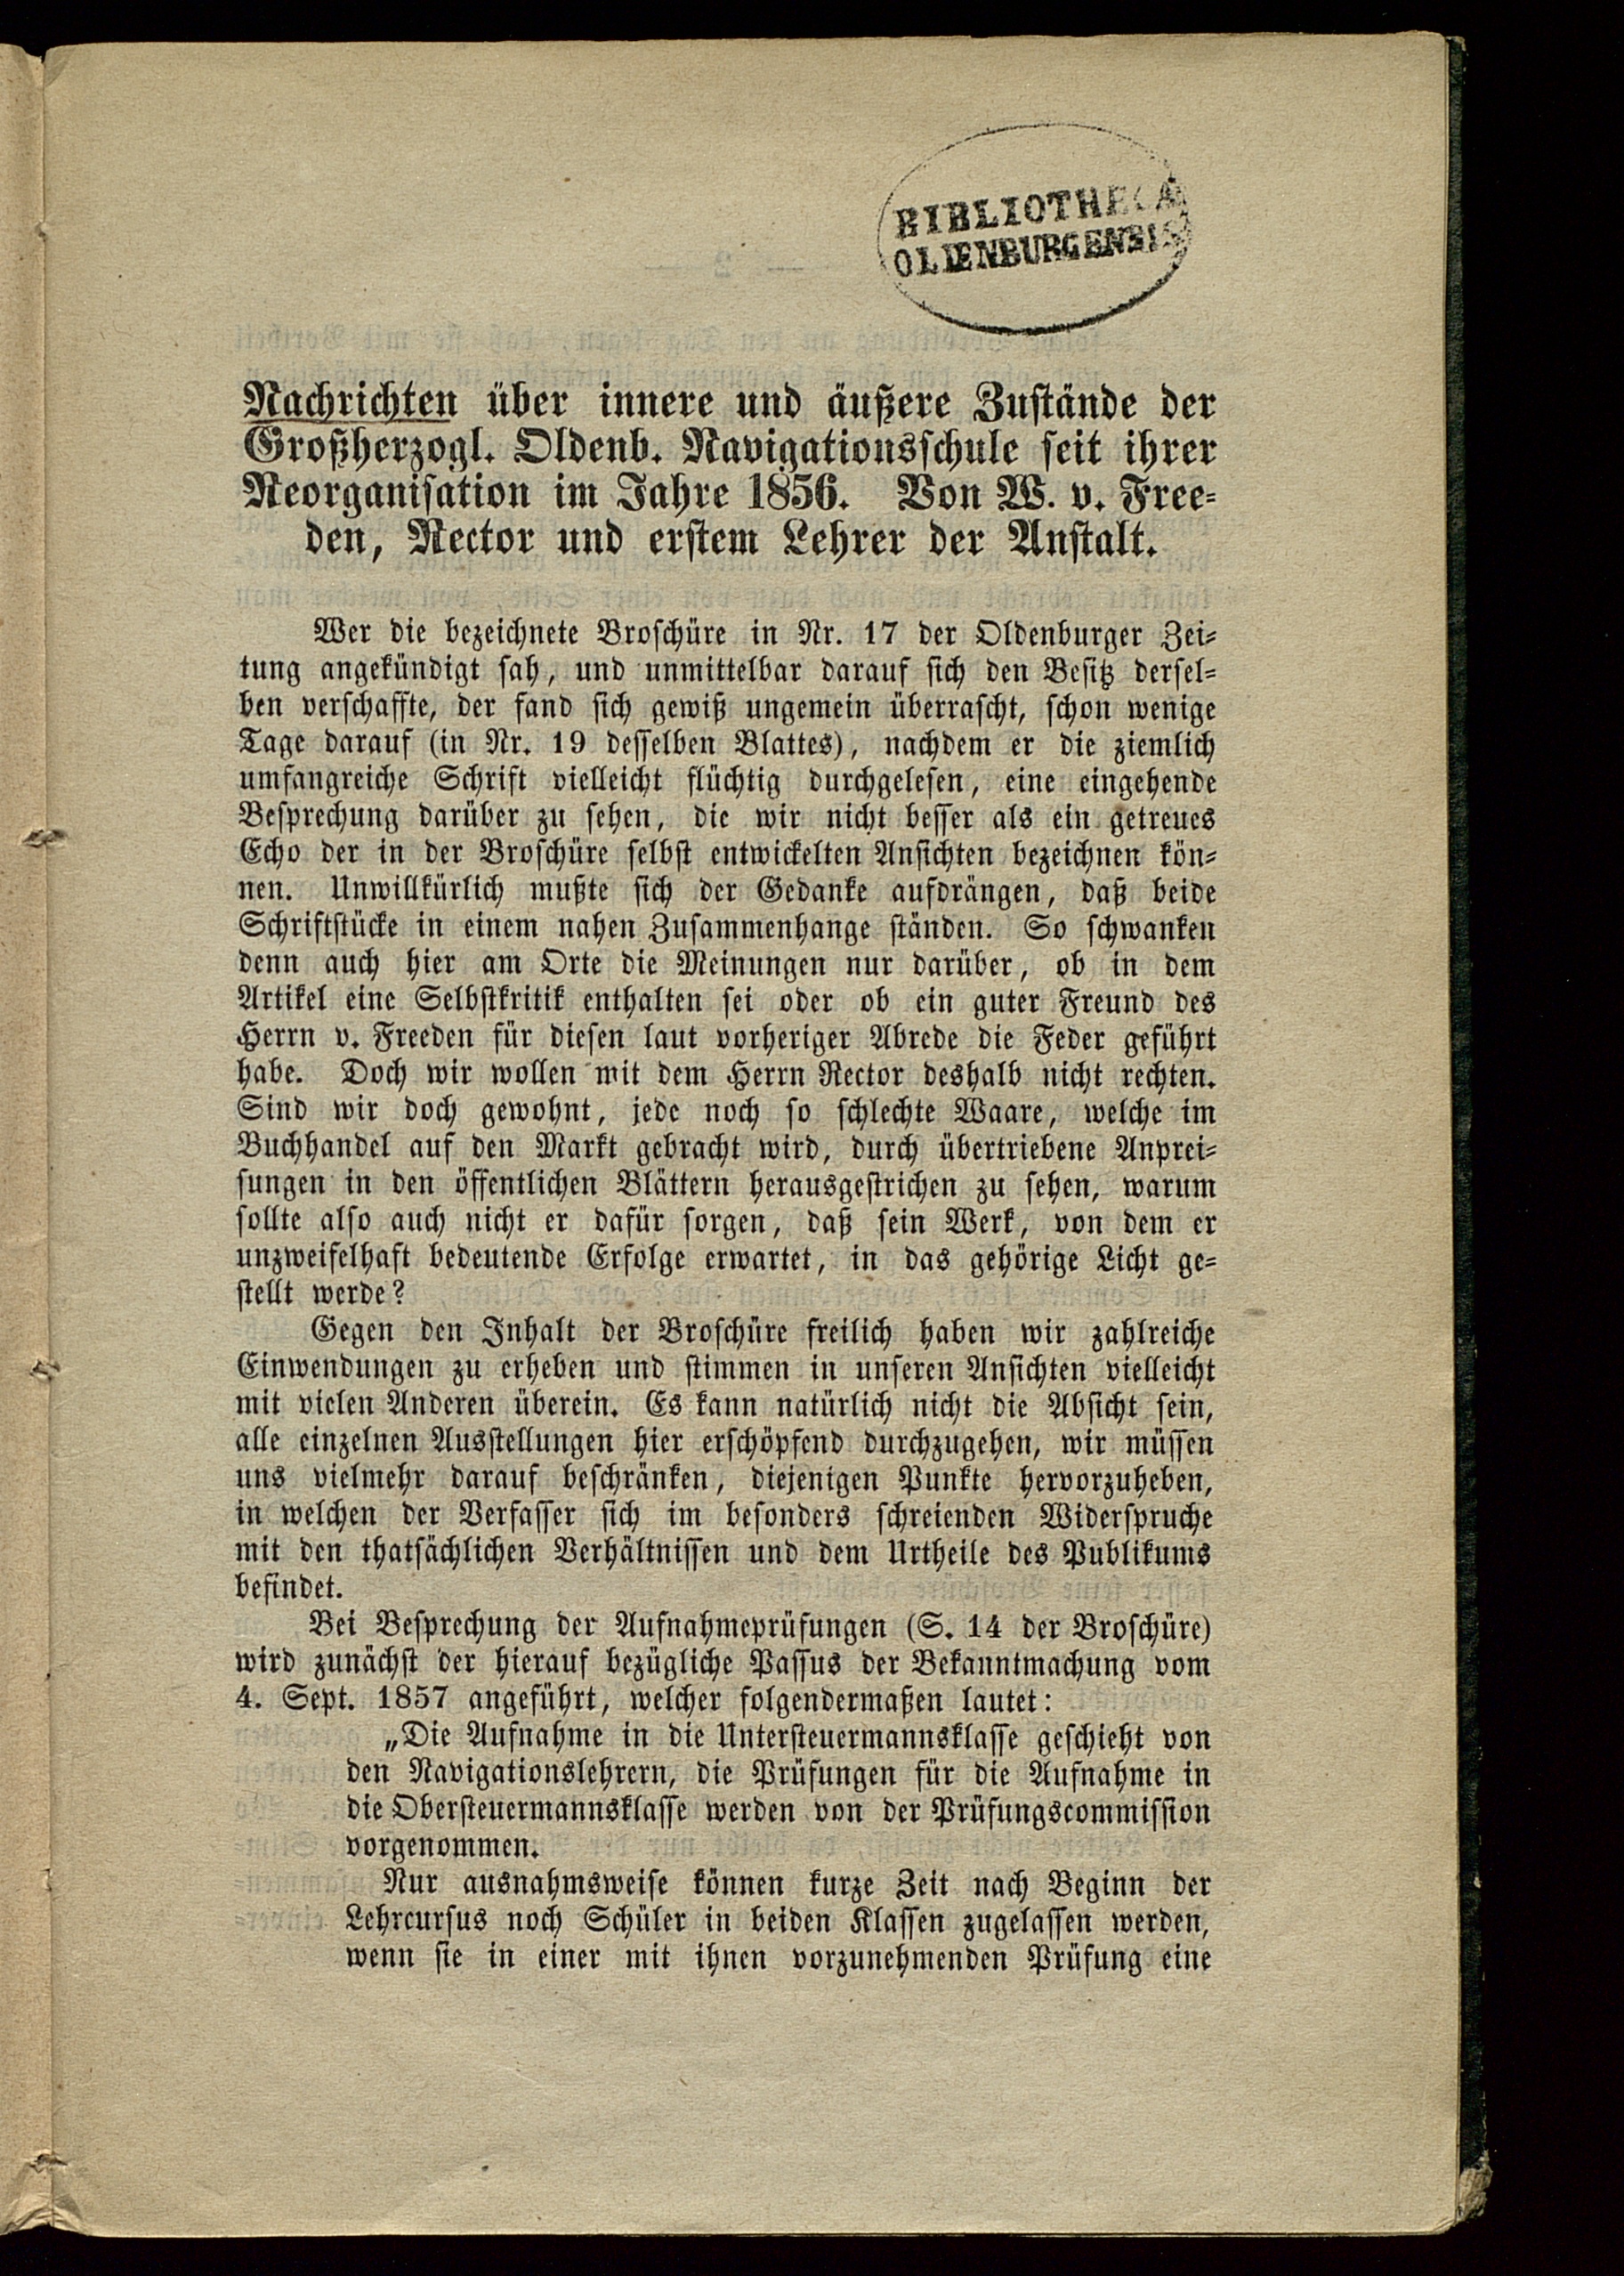 BIBLIOTHECA
OLDENBURGENSIS
Nachrichten über innere und äußere Zustände der
Großherzogl. Oldenb. Navigationsschule seit ihrer
Reorganisation im Jahre 1856. Von W. v. Free-
den, Rector und erstem Lehrer der Anstalt.
Wer die bezeichnete Broschüre in Nr. 17 der Oldenburger Zei-
tung angekündigt sah, und unmittelbar darauf sich den Besitz dersel-
ben verschaffte, der fand sich gewiß ungemein überrascht, schon wenige
Tage darauf (in Nr. 19 desselben Blattes), nachdem er die ziemlich
umfangreiche Schrift vielleicht flüchtig durchgelesen, eine eingehende
Besprechung darüber zu sehen, die wir nicht besser als ein getreues
Echo der in der Broschüre selbst entwickelten Ansichten bezeichnen kön-
nen. Unwillkürlich mußte sich der Gedanke aufdrängen, daß beide
Schriftstücke in einem nahen Zusammenhange ständen. So schwanken
denn auch hier am Orte die Meinungen nur darüber, ob in dem
Artikel eine Selbstkritik enthalten sei oder ob ein guter Freund des
Herrn v. Freeden für diesen laut vorheriger Abrede die Feder geführt
habe. Doch wir wollen mit dem Herrn Rector deshalb nicht rechten.
Sind wir doch gewohnt, jede noch so schlechte Waare, welche im
Buchhandel auf den Markt gebracht wird, durch übertriebene Anprei-
sungen in den öffentlichen Blättern herausgestrichen zu sehen, warum
sollte also auch nicht er dafür sorgen, daß sein Werk, von dem er
unzweifelhaft bedeutende Erfolge erwartet, in das gehörige Licht ge-
stellt werde?
Gegen den Inhalt der Broschüre freilich haben wir zahlreiche
Einwendungen zu erheben und stimmen in unseren Ansichten vielleicht
mit vielen Anderen überein. Es kann natürlich nicht die Absicht sein,
alle einzelnen Ausstellungen hier erschöpfend durchzugehen, wir müssen
uns vielmehr darauf beschränken, diejenigen Punkte hervorzuheben,
in welchen der Verfasser sich im besonders schreienden Widerspruche
mit den thatsächlichen Verhältnissen und dem Urtheile des Publikums
befindet.
Bei Besprechung der Aufnahmeprüfungen (S. 14 der Broschüre)
wird zunächst der hierauf bezügliche Passus der Bekanntmachung vom
4. Sept. 1857 angeführt, welcher folgendermaßen lautet:
„Die Aufnahme in die Untersteuermannsklasse geschieht von
den Navigationslehrern, die Prüfungen für die Aufnahme in
die Obersteuermannsklasse werden von der Prüfungscommission
vorgenommen.
Nur ausnahmsweise können kurze Zeit nach Beginn der
Lehrcursus noch Schüler in beiden Klassen zugelassen werden,
wenn sie in einer mit ihnen vorzunehmenden Prüfung eine